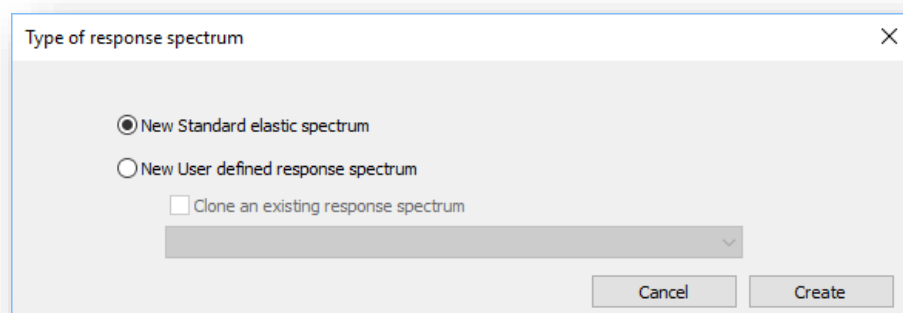 Type of response spectrum
New Standard elastic spectrum
New User defined response spectrum
Clone an existing response spectrum
Cancel Create